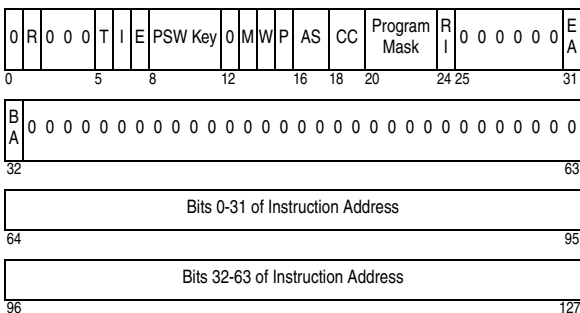 0 R 0 0 0 T I E PSW Key 0 M W P AS CC Program Mask R I 0 0 0 0 0 0 E A
0 5 8 12 16 18 20 24 25 31
B A 0 0 0 0 0 0 0 0 0 0 0 0 0 0 0 0 0 0 0 0 0 0 0 0 0 0 0 0 0 0 0
32 63
Bits 0-31 of Instruction Address
64 95
Bits 32-63 of Instruction Address
96 127